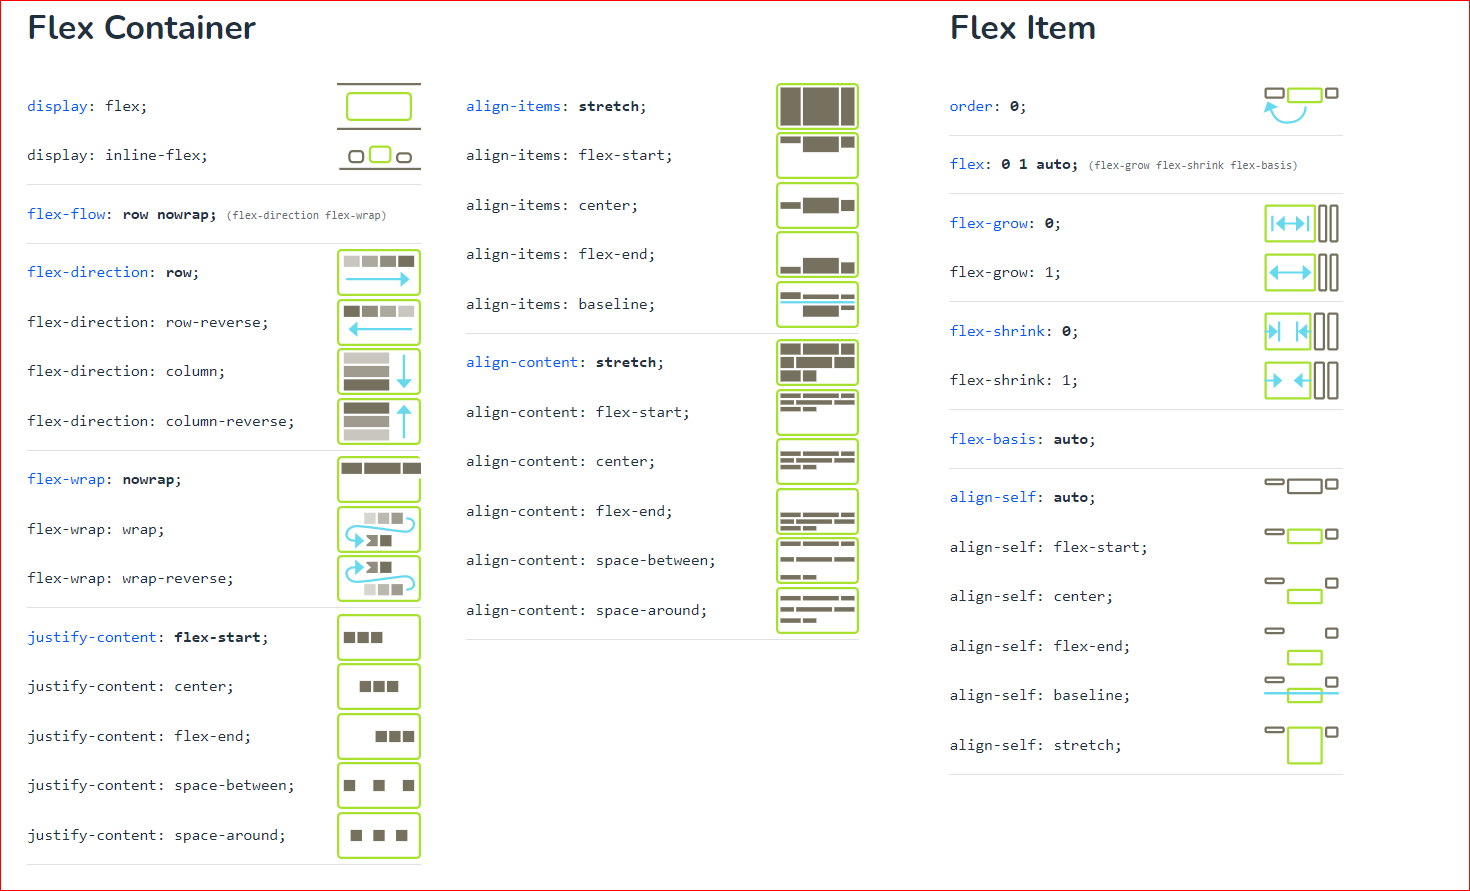 Flex Container
display: flex;
display: inline-flex;
flex-flow: row nowrap; (flex-direction flex-wrap)
flex-direction: row;
flex-direction: row-reverse;
flex-direction: column;
flex-direction: column-reverse;
flex-wrap: nowrap;
flex-wrap: wrap;
flex-wrap: wrap-reverse;
justify-content: flex-start;
justify-content: center;
justify-content: flex-end;
justify-content: space-between;
justify-content: space-around;
align-items: stretch;
align-items: flex-start;
align-items: center;
align-items: flex-end;
align-items: baseline;
align-content: stretch;
align-content: flex-start;
align-content: center;
align-content: flex-end;
align-content: space-between;
align-content: space-around;
Flex Item
order: 0;
flex: 0 1 auto; (flex-grow flex-shrink flex-basis)
flex-grow: 0;
flex-grow: 1;
flex-shrink: 0;
flex-shrink: 1;
flex-basis: auto;
align-self: auto;
align-self: flex-start;
align-self: center;
align-self: flex-end;
align-self: baseline;
align-self: stretch;